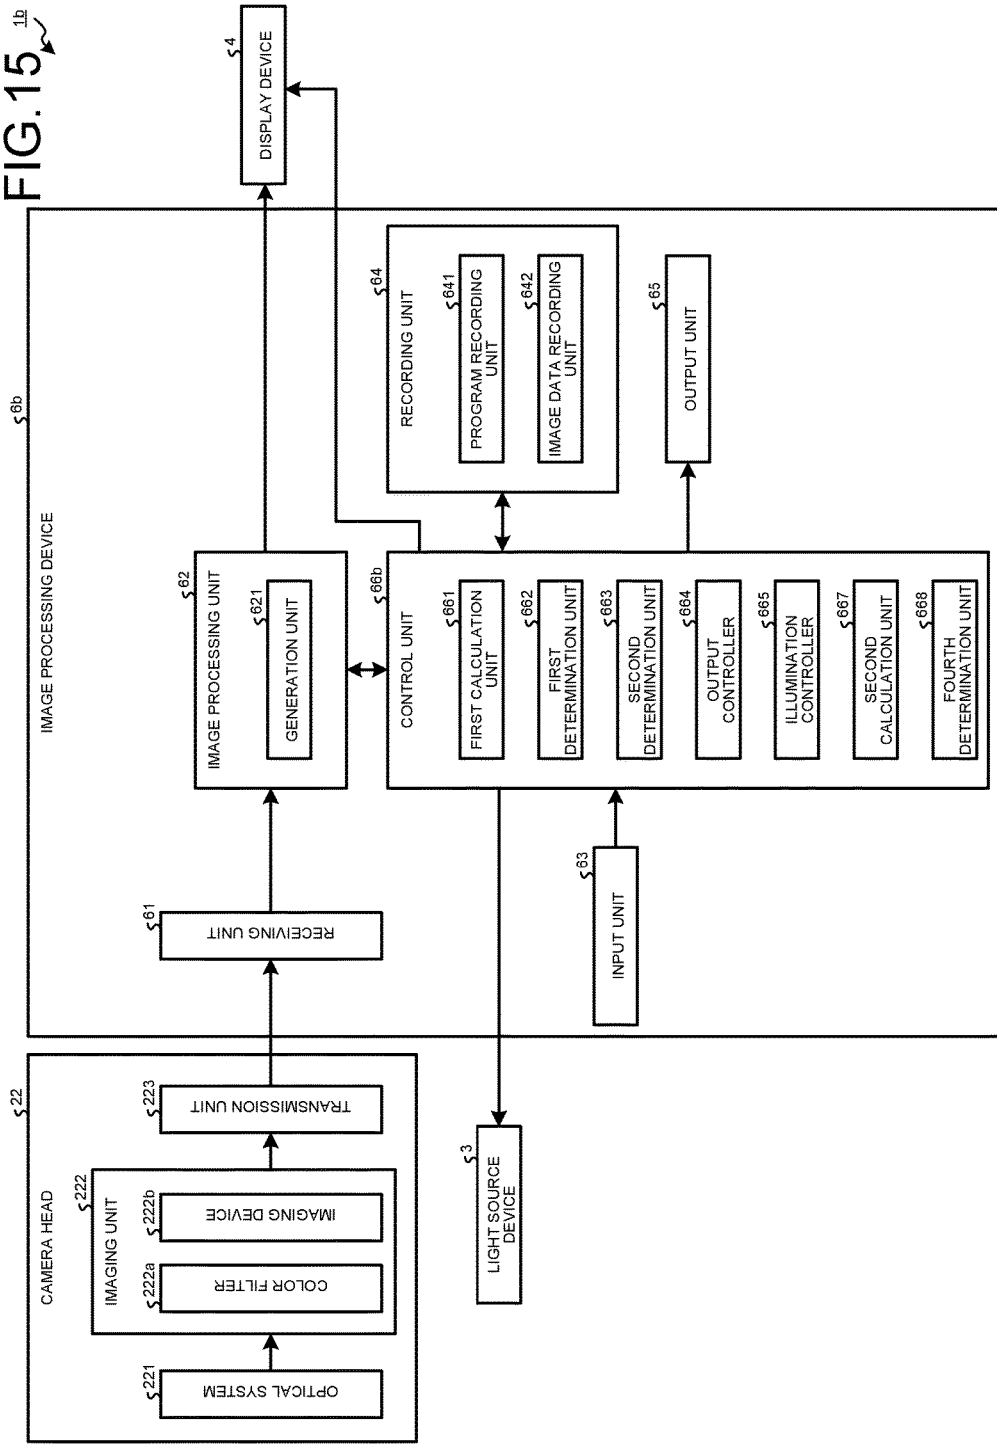 FIG.15
1b
22
CAMERA HEAD
221
OPTICAL SYSTEM
222
IMAGING UNIT
222a
COLOR FILTER
222b
IMAGING DEVICE
223
TRANSMISSION UNIT
3
LIGHT SOURCE
DEVICE
6b
IMAGE PROCESSING DEVICE
61
RECEIVING UNIT
62
IMAGE PROCESSING UNIT
621
GENERATION UNIT
63
INPUT UNIT
66b
CONTROL UNIT
661
FIRST CALCULATION
UNIT
662
FIRST
DETERMINATION UNIT
663
SECOND
DETERMINATION UNIT
664
OUTPUT
CONTROLLER
665
ILLUMINATION
CONTROLLER
667
SECOND
CALCULATION UNIT
668
FOURTH
DETERMINATION UNIT
64
RECORDING UNIT
641
PROGRAM RECORDING
UNIT
642
IMAGE DATA RECORDING
UNIT
65
OUTPUT UNIT
4
DISPLAY DEVICE